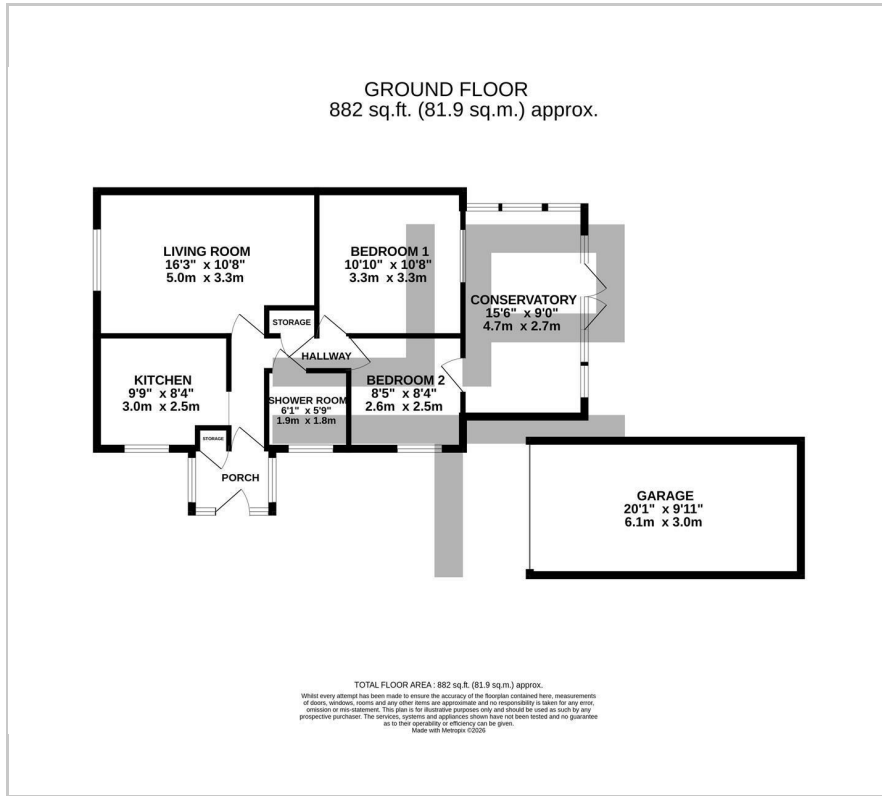 GROUND FLOOR
882 sq.ft. (81.9 sq.m.) approx.
LIVING ROOM
16'3" x 10'8"
5.0m x 3.3m
BEDROOM 1
10'10" x 10'8"
3.3m x 3.3m
CONSERVATORY
15'6" x 9'0"
4.7m x 2.7m
STORAGE
HALLWAY
KITCHEN
9'9" x 8'4"
3.0m x 2.5m
SHOWER ROOM
6'1" x 5'9"
1.9m x 1.8m
BEDROOM 2
8'5" x 8'4"
2.6m x 2.5m
STORAGE
PORCH
GARAGE
20'1" x 9'11"
6.1m x 3.0m
TOTAL FLOOR AREA : 882 sq.ft. (81.9 sq.m.) approx.
Whilst every attempt has been made to ensure the accuracy of the floorplan contained here, measurements
of doors, windows, rooms and any other items are approximate and no responsibility is taken for any error,
omission or mis-statement. This plan is for illustrative purposes only and should be used as such by any
prospective purchaser. The services, systems and appliances shown have not been tested and no guarantee
as to their operability or efficiency can be given.
Made with Metropix ©2026